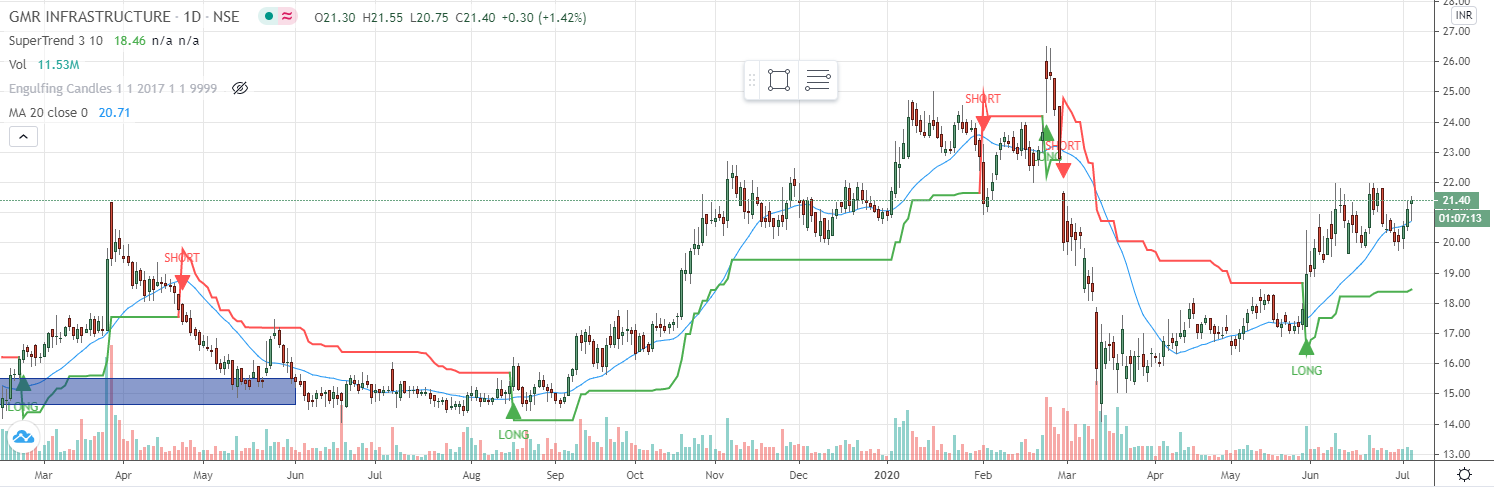 GMR INFRASTRUCTURE · 1D · NSE O21.30 H21.55 L20.75 C21.40 +0.30 (+1.42%)
SuperTrend 3 10 18.46 n/a n/a
Vol 11.53M
Engulfing Candles 1 1 2017 1 1 9999
MA 20 close 0 20.71
28.00
INR
27.00
26.00
25.00
24.00
23.00
22.00
21.40
01:07:13
20.00
19.00
18.00
17.00
16.00
15.00
14.00
13.00
SHORT
SHORT
SHORT
LONG
LONG
LONG
Mar Apr May Jun Jul Aug Sep Oct Nov Dec 2020 Feb Mar Apr May Jun Jul